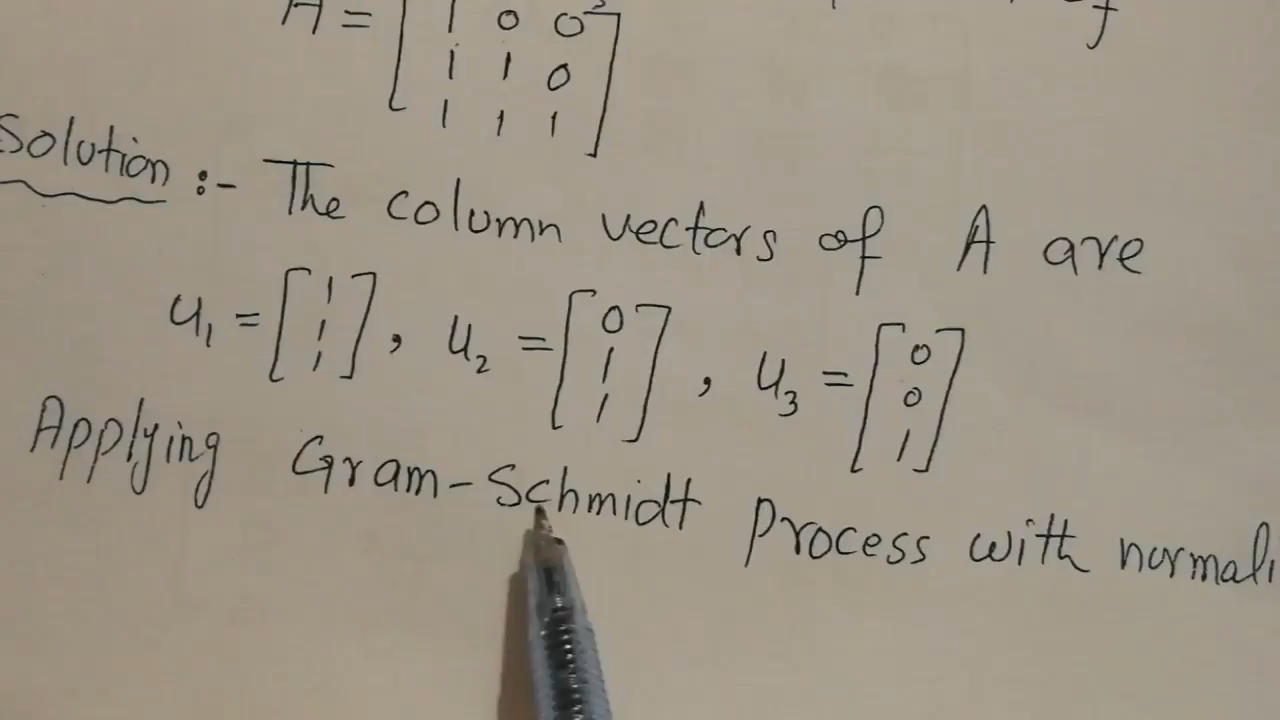 A = [ 1 0 0
1 1 0
1 1 1 ]
Solution :- The column vectors of A are
u₁ = [ 1 1 1 ], u₂ = [ 0 1 1 ], u₃ = [ 0 0 1 ]
Applying Gram-Schmidt Process with normali